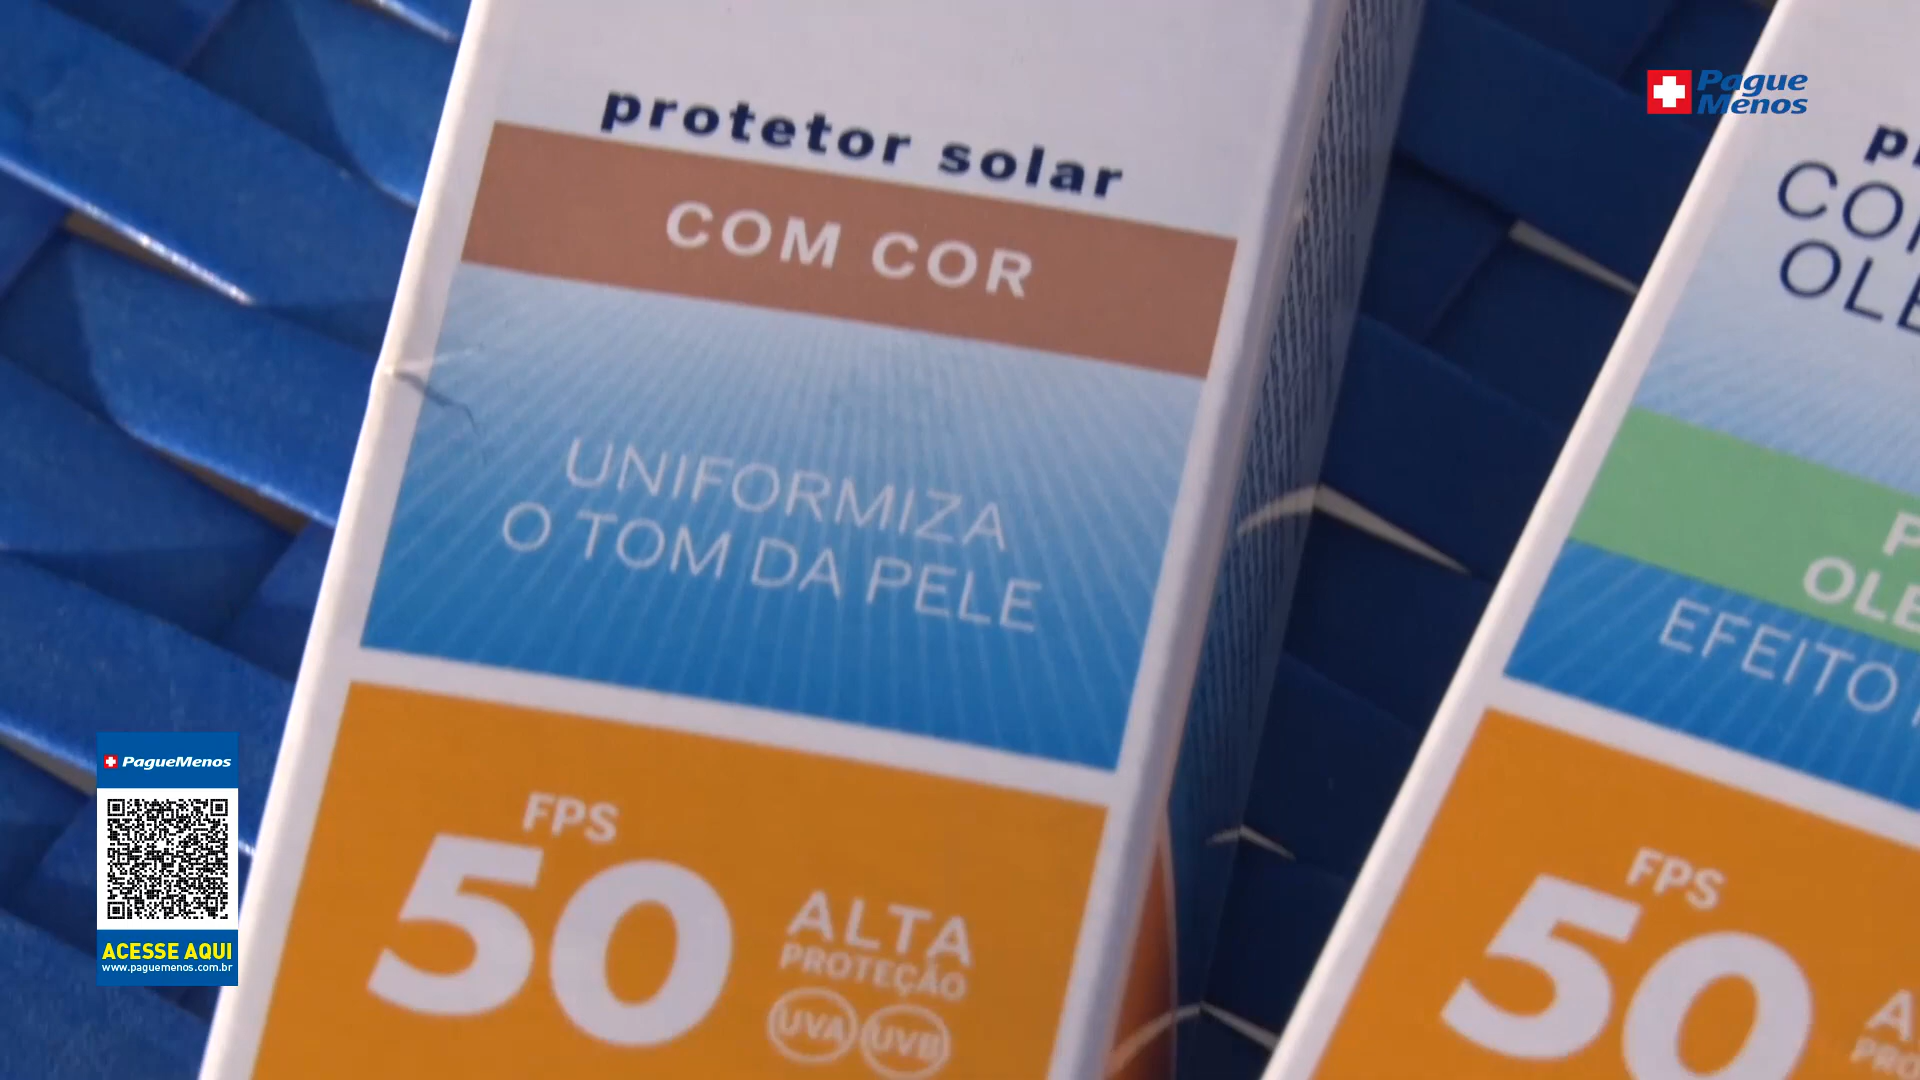 protetor solar
COM COR
UNIFORMIZA
O TOM DA PELE
FPS
50
ALTA
PROTEÇÃO
UVA UVB
Pague
Menos
EFEITO
FPS
50
PagueMenos
ACESSE AQUI
www.paguemenos.com.br